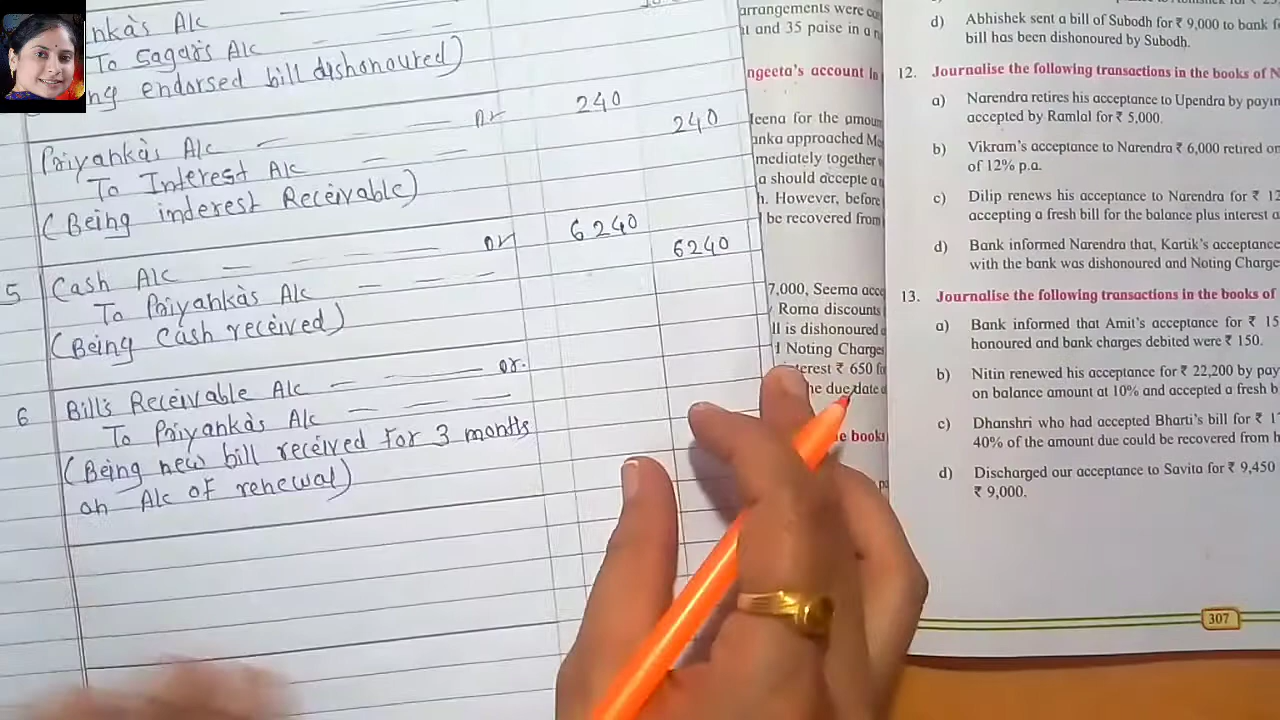 nkà's A/c
To Sagar's A/c
ng endorsed bill dishonoured)
Priyanka's A/c Dr 240
To Interest A/c 240
(Being interest Receivable)
5 Cash A/c Dr 6240
To Priyanka's A/c 6240
(Being Cash received)
6 Bill's Receivable A/c Dr.
To Priyanka's A/c
(Being new bill received For 3 months
on A/c OF renewal)
arrangements were
t and 35 paise in a
ngeeta's account in
leena for the amoun
anka approached
mediately together
a should accepte a
h. However, before
be recovered from
7,000, Seema acce
Roma discounts
ll is dishonoured
Noting Charges
terest ₹ 650
he due date
e books
d) Abhishek sent a bill of Subodh for ₹ 9,000 to bank
bill has been dishonoured by Subodh.
12. Journalise the following transactions in the books of N
a) Narendra retires his acceptance to Upendra by payin
accepted by Ramlal for ₹ 5,000.
b) Vikram's acceptance to Narendra ₹ 6,000 retired on
of 12% p.a.
c) Dilip renews his acceptance to Narendra for ₹ 12
accepting a fresh bill for the balance plus interest
d) Bank informed Narendra that, Kartik's acceptance
with the bank was dishonoured and Noting Charge
13. Journalise the following transactions in the books of
a) Bank informed that Amit's acceptance for ₹ 15
honoured and bank charges debited were ₹ 150.
b) Nitin renewed his acceptance for ₹ 22,200 by pay
on balance amount at 10% and accepted a fresh b
c) Dhanshri who had accepted Bharti's bill for ₹ 1
40% of the amount due could be recovered from h
d) Discharged our acceptance to Savita for ₹ 9,450
₹ 9,000.
307